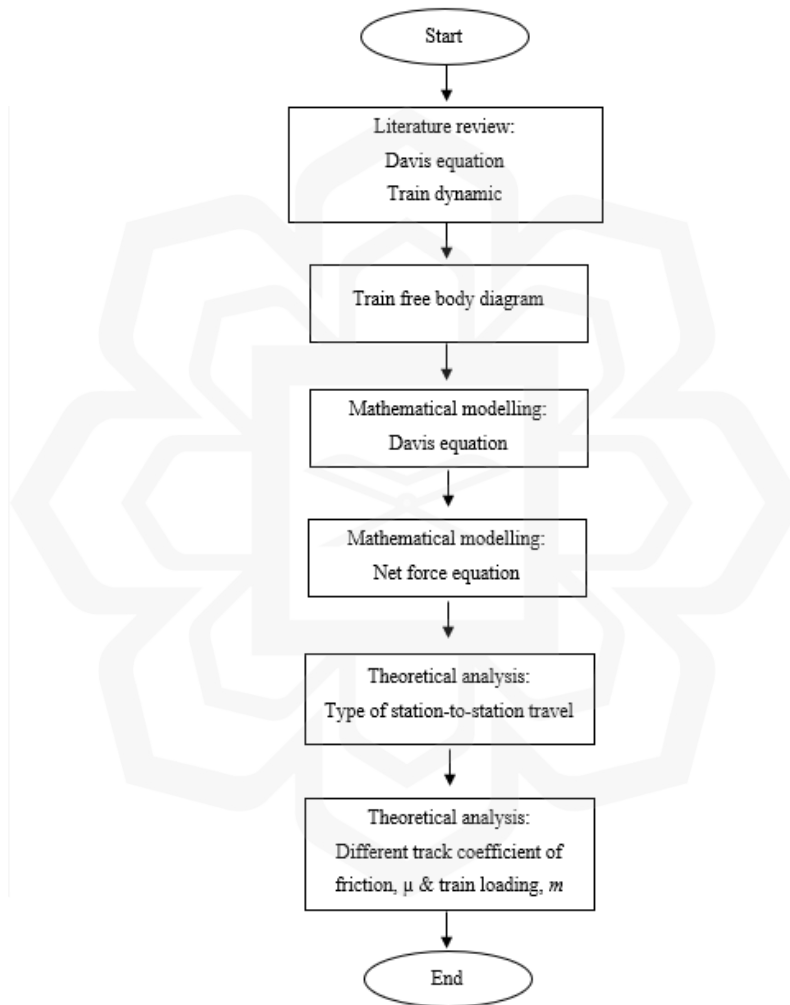 Start
Literature review:
Davis equation
Train dynamic
Train free body diagram
Mathematical modelling:
Davis equation
Mathematical modelling:
Net force equation
Theoretical analysis:
Type of station-to-station travel
Theoretical analysis:
Different track coefficient of
friction, μ & train loading, m
End